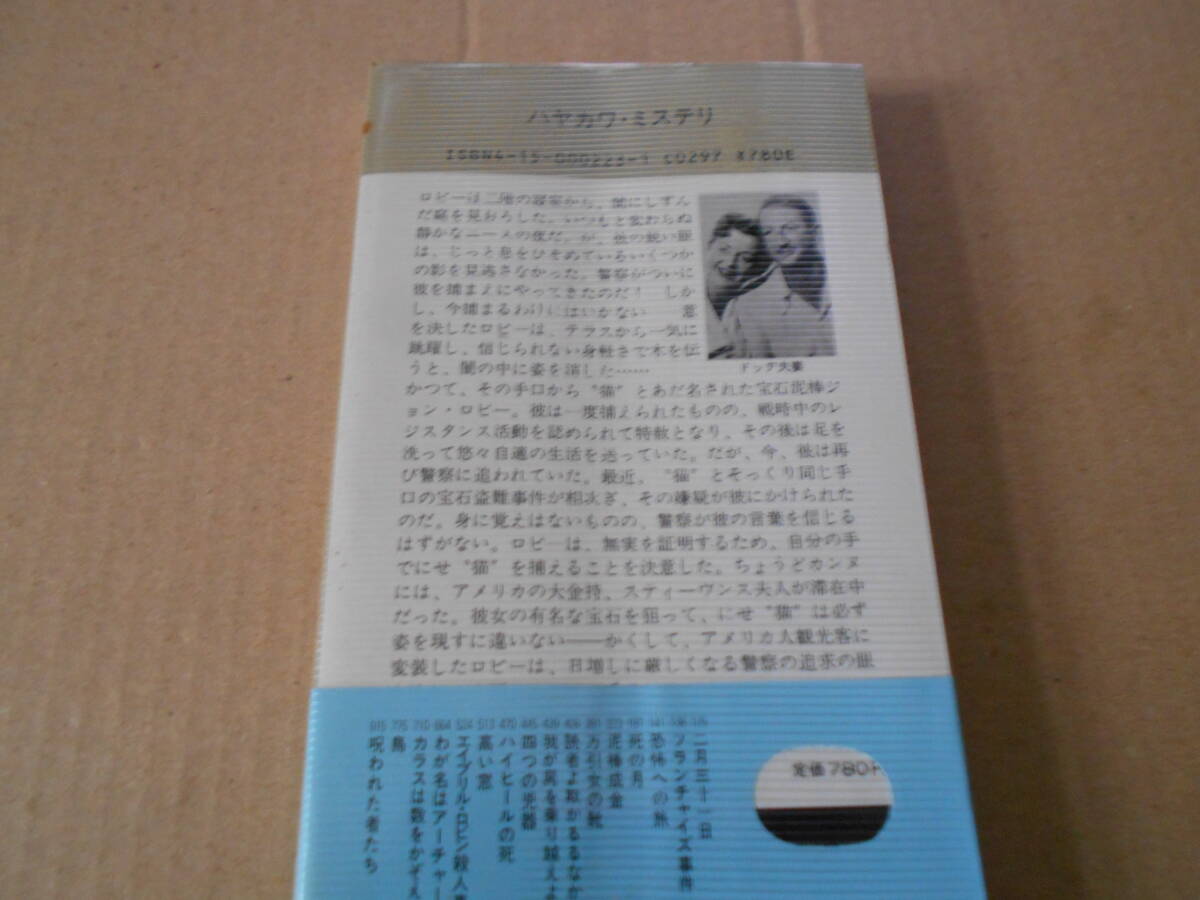 ハヤカワ・ミステリ
ISBN4-15-000223-1 C0297 ¥780E
ロビーは二階の寝室から、闇にしずん
だ庭を見おろした。いつもと変わらぬ
静かなニースの夜だ。が、彼の鋭い眼
は、じっと息をひそめているいくつか
の影を見逃さなかった。警察がついに
彼を捕まえにやってきたのだ！ しか
し、今捕まるわけにはいかない 意
を決したロビーは、テラスから一気に
跳躍し、信じられない身軽さで木を伝
うと、闇の中に姿を消した……
ドッヂ夫妻
かつて、その手口から〝猫〟とあだ名された宝石泥棒ジ
ョン・ロビー。彼は一度捕えられたものの、戦時中のレ
ジスタンス活動を認められて特赦となり、その後は足を
洗って悠々自適の生活を送っていた。だが、今、彼は再
び警察に追われていた。最近、〝猫〟とそっくり同じ手
口の宝石盗難事件が相次ぎ、その嫌疑が彼にかけられた
のだ。身に覚えはないものの、警察が彼の言葉を信じる
はずがない。ロビーは、無実を証明するため、自分の手
でにせ〝猫〟を捕えることを決意した。ちょうどカンヌ
には、アメリカの大金持、スティーヴンス夫人が滞在中
だった。彼女の有名な宝石を狙って、にせ〝猫〟は必ず
姿を現すに違いない――かくして、アメリカ人観光客に
変装したロビーは、日増しに厳しくなる警察の追求の眼
二月三十一日
フランチャイズ事件
恐怖への旅
死の月
泥棒成金
万引女の靴
読者よ欺かるるなか
我が屍を乗り越えよ
445 四つの兇器
470 ハイヒールの死
513 高い窓
524 エイプリル・ロビン殺人
664 わが名はアーチャー
710 カラスは数をかぞえ
775 鳥
915 呪われた者たち
定価780